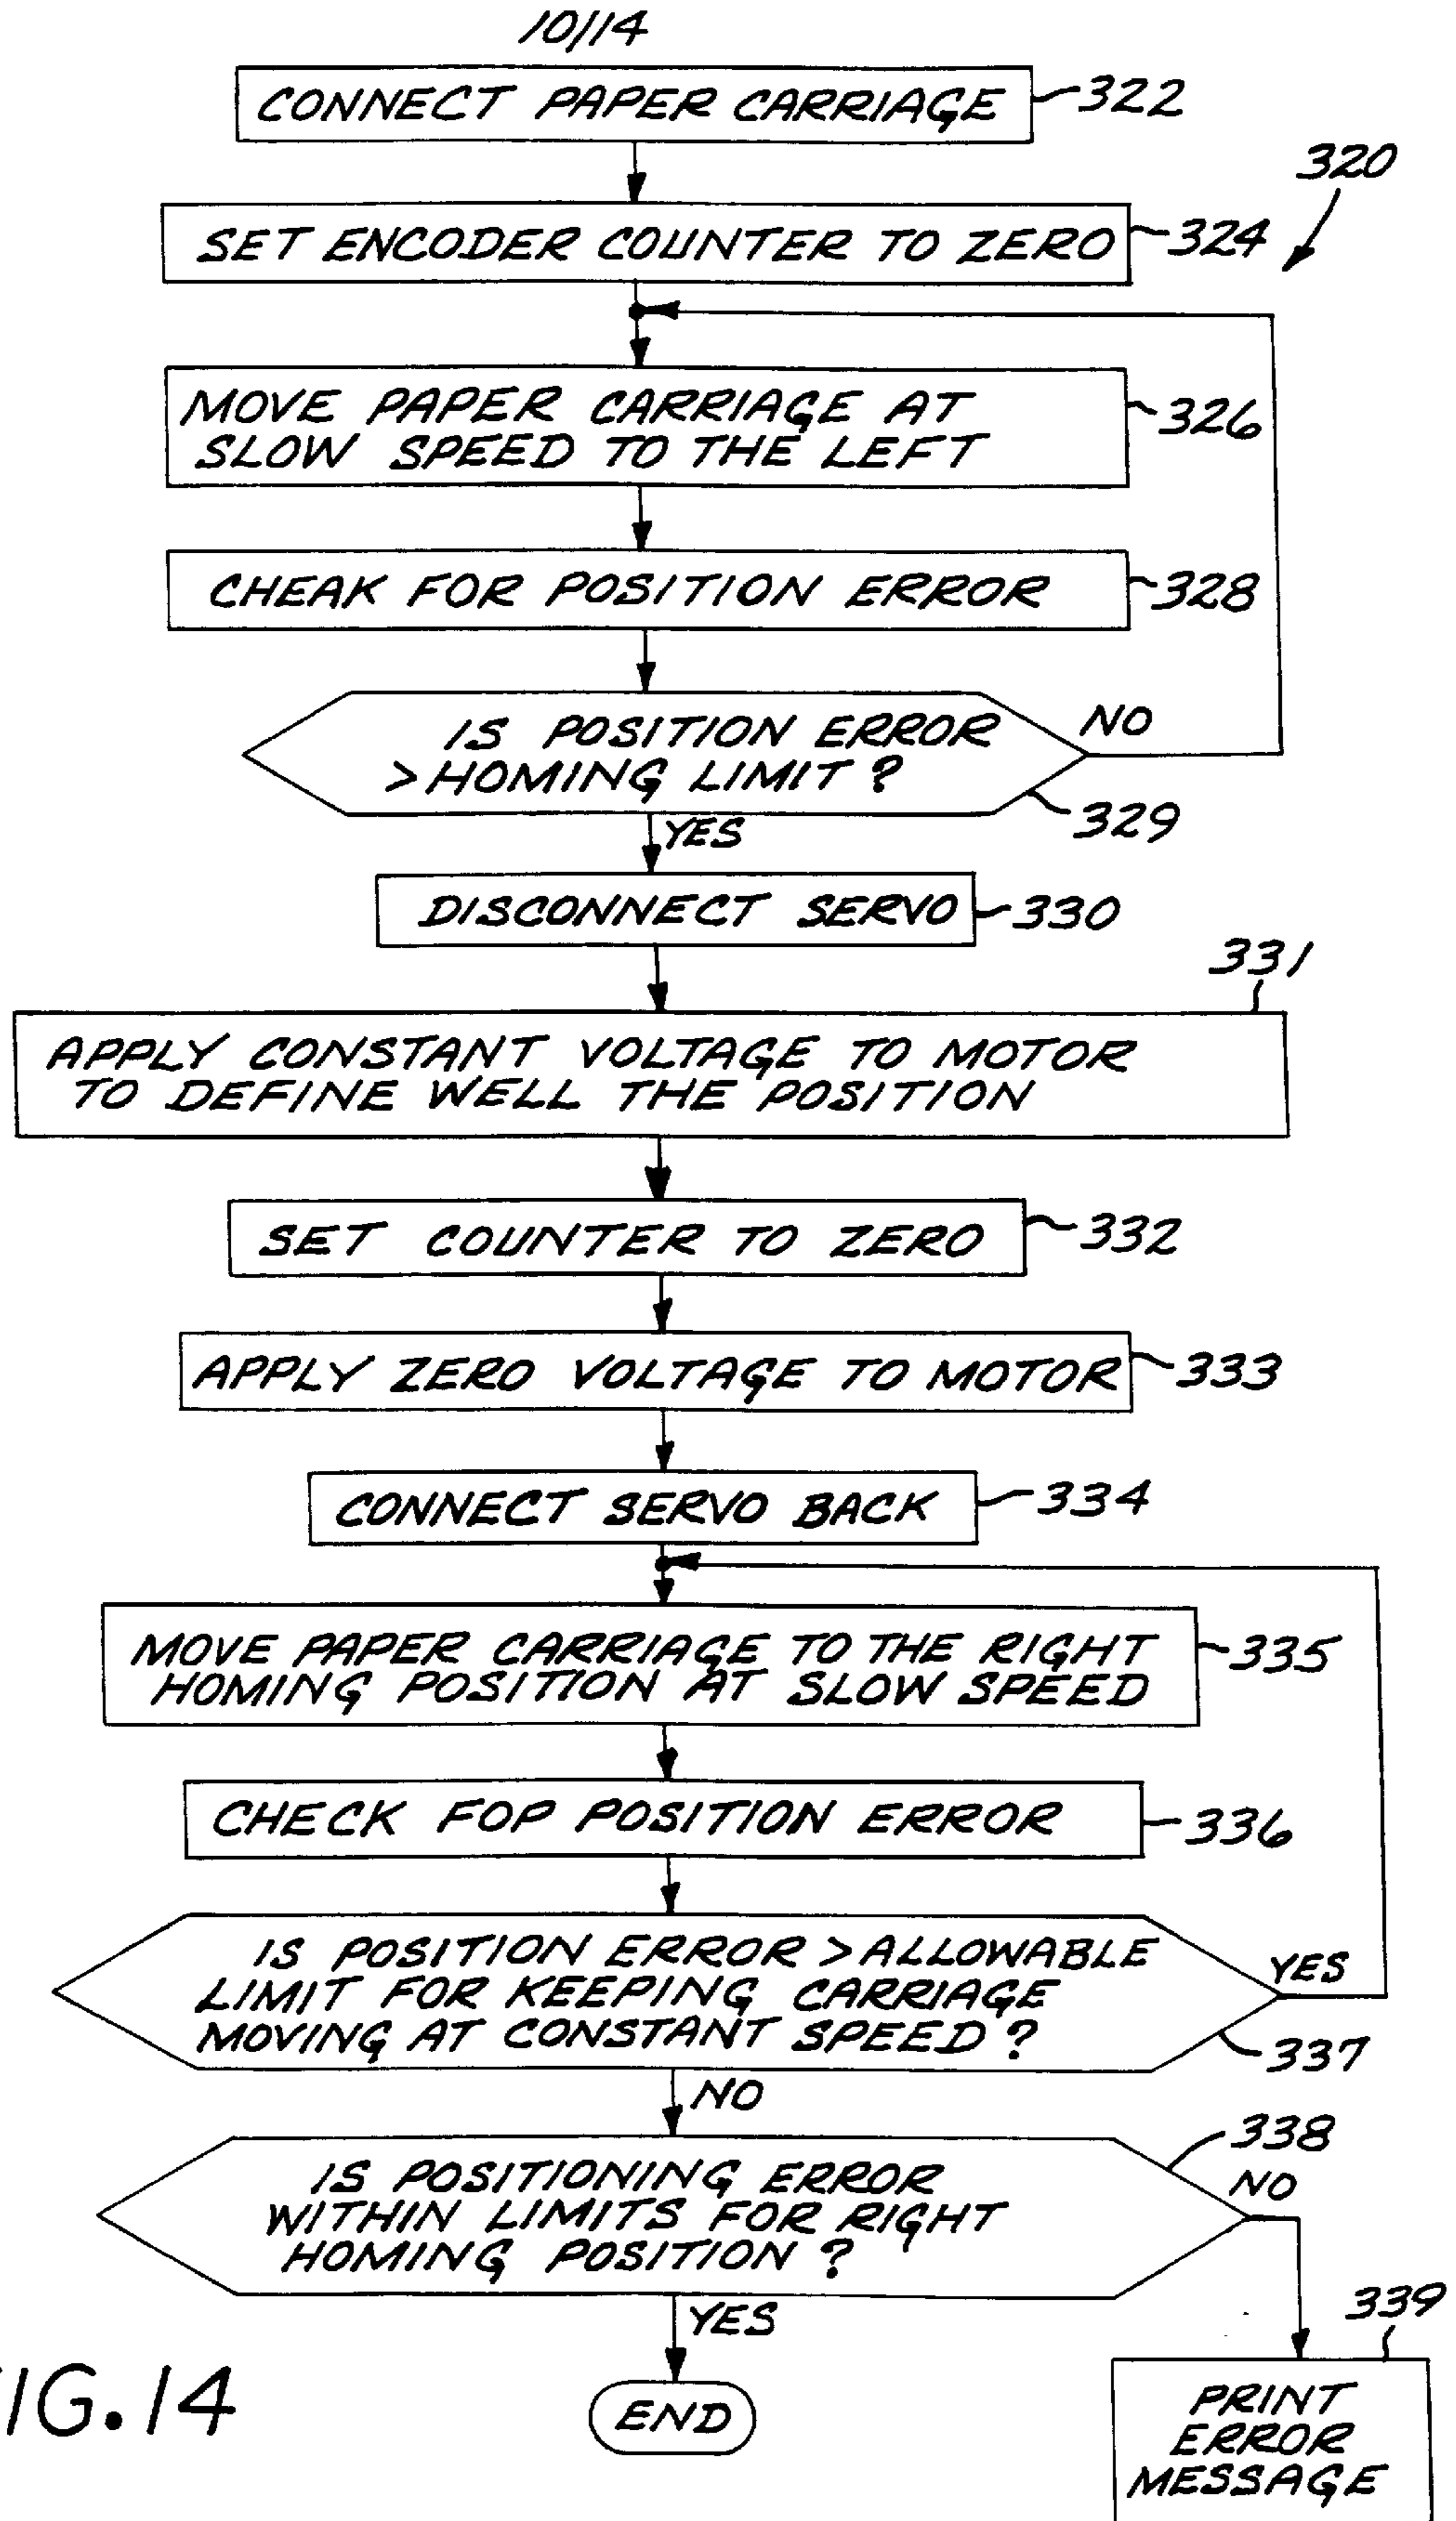 10/14
CONNECT PAPER CARRIAGE
322
320
SET ENCODER COUNTER TO ZERO
324
MOVE PAPER CARRIAGE AT
SLOW SPEED TO THE LEFT
326
CHEAK FOR POSITION ERROR
328
IS POSITION ERROR
>HOMING LIMIT?
NO
329
YES
DISCONNECT SERVO
330
331
APPLY CONSTANT VOLTAGE TO MOTOR
TO DEFINE WELL THE POSITION
SET COUNTER TO ZERO
332
APPLY ZERO VOLTAGE TO MOTOR
333
CONNECT SERVO BACK
334
MOVE PAPER CARRIAGE TO THE RIGHT
HOMING POSITION AT SLOW SPEED
335
CHECK FOP POSITION ERROR
336
IS POSITION ERROR >ALLOWABLE
LIMIT FOR KEEPING CARRIAGE
MOVING AT CONSTANT SPEED?
YES
337
NO
338
IS POSITIONING ERROR
WITHIN LIMITS FOR RIGHT
HOMING POSITION?
NO
YES
339
END
PRINT
ERROR
MESSAGE
FIG.14